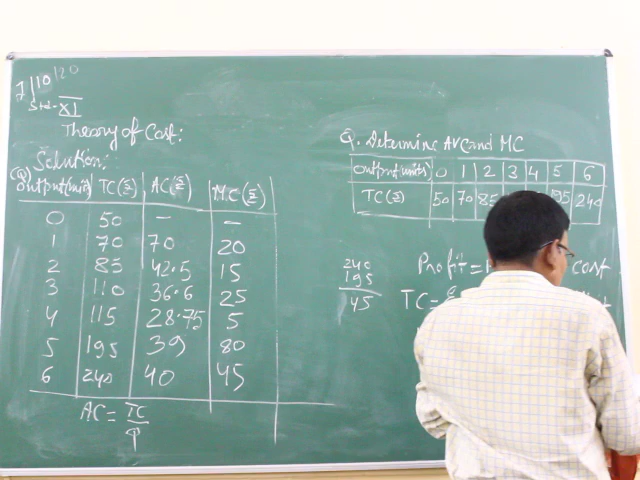 7/10/20
Std- XI
Theory of Cost:
Solution:
(Q) Output(units) TC(₹) AC(₹) MC(₹)
0 50 – –
1 70 70 20
2 85 42.5 15
3 110 36.6 25
4 115 28.75 5
5 195 39 80
6 240 40 45
AC = TC
Q. Determine AVC and MC
Output(units) 0 1 2 3 4 5 6
TC(₹) 50 70 85 195 240
240
195
45
Profit = cost
TC =